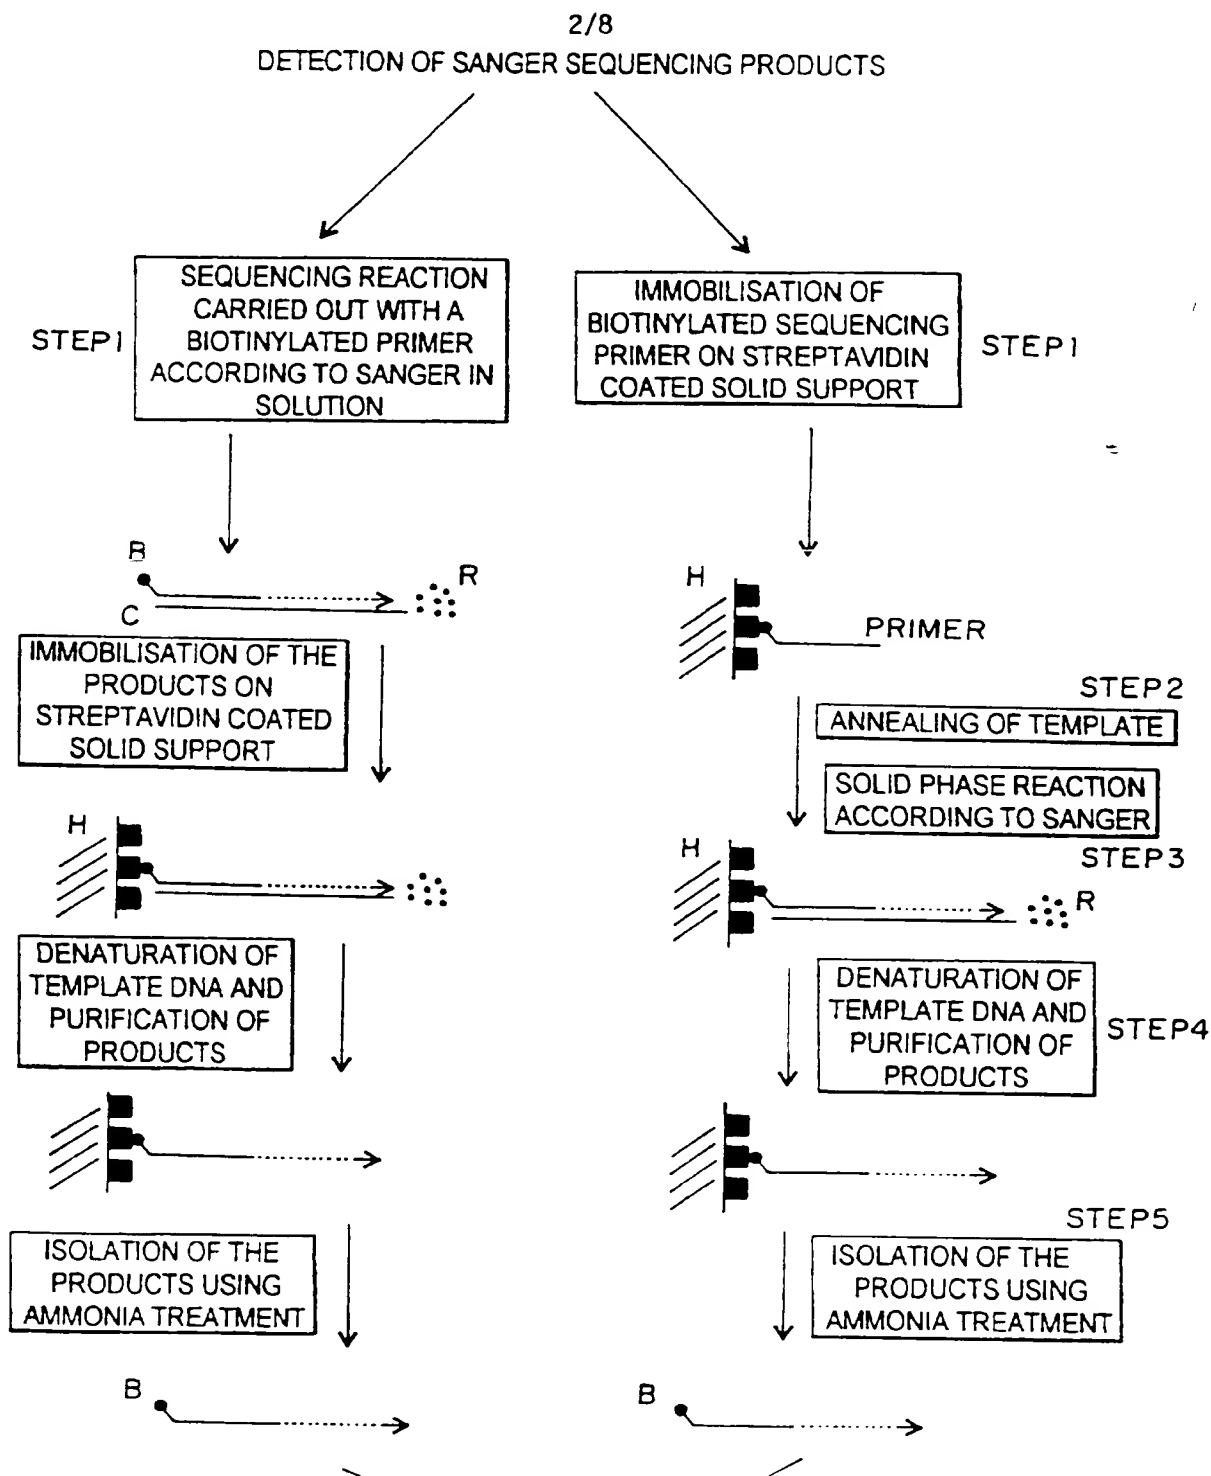 2/8
DETECTION OF SANGER SEQUENCING PRODUCTS
STEP1
SEQUENCING REACTION
CARRIED OUT WITH A
BIOTINYLATED PRIMER
ACCORDING TO SANGER IN
SOLUTION
IMMOBILISATION OF
BIOTINYLATED SEQUENCING
PRIMER ON STREPTAVIDIN
COATED SOLID SUPPORT
STEP1
B
R
C
H
PRIMER
IMMOBILISATION OF THE
PRODUCTS ON
STREPTAVIDIN COATED
SOLID SUPPORT
STEP2
ANNEALING OF TEMPLATE
SOLID PHASE REACTION
ACCORDING TO SANGER
STEP3
H
H
R
DENATURATION OF
TEMPLATE DNA AND
PURIFICATION OF
PRODUCTS
DENATURATION OF
TEMPLATE DNA AND
PURIFICATION OF
PRODUCTS
STEP4
STEP5
ISOLATION OF THE
PRODUCTS USING
AMMONIA TREATMENT
ISOLATION OF THE
PRODUCTS USING
AMMONIA TREATMENT
B
B